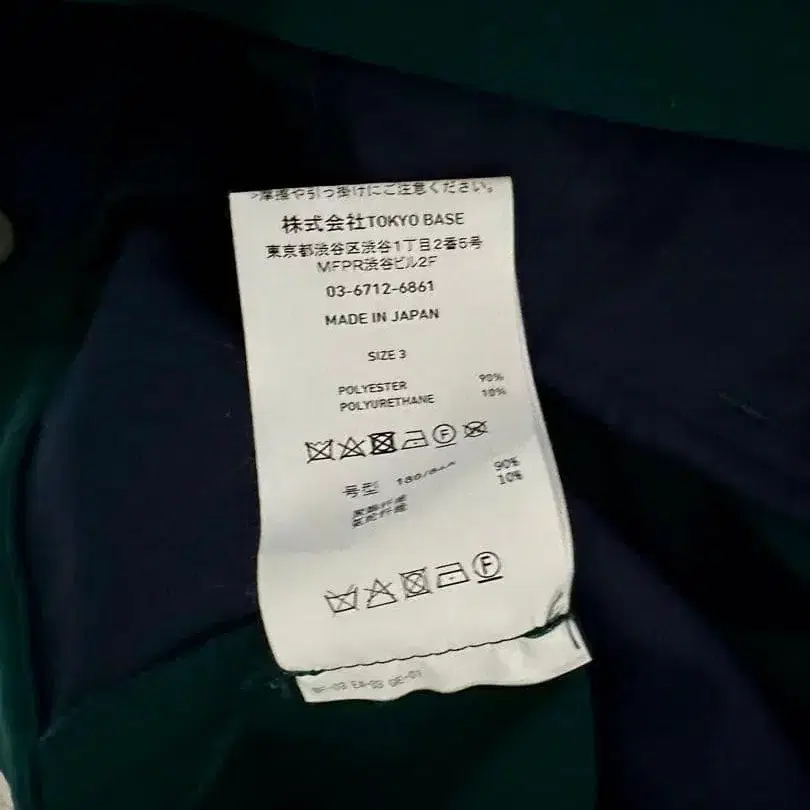 摩擦や引っ掛けにご注意ください。
株式会社TOKYO BASE
東京都渋谷区渋谷1丁目2番5号
MFPR渋谷ビル2F
03-6712-6861
MADE IN JAPAN
SIZE 3
POLYESTER 90%
POLYURETHANE 10%
号型 90%
10%